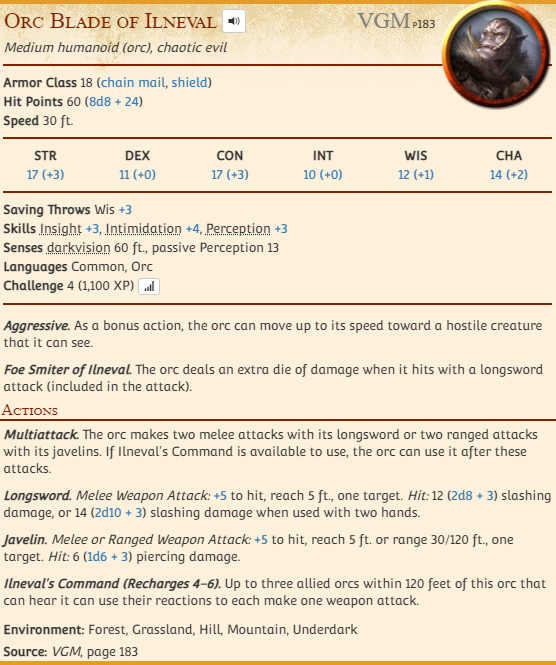 Orc Blade of Ilneval VGM p183
Medium humanoid (orc), chaotic evil
Armor Class 18 (chain mail, shield)
Hit Points 60 (8d8 + 24)
Speed 30 ft.
STR DEX CON INT WIS CHA
17 (+3) 11 (+0) 17 (+3) 10 (+0) 12 (+1) 14 (+2)
Saving Throws Wis +3
Skills Insight +3, Intimidation +4, Perception +3
Senses darkvision 60 ft., passive Perception 13
Languages Common, Orc
Challenge 4 (1,100 XP)
Aggressive. As a bonus action, the orc can move up to its speed toward a hostile creature
that it can see.
Foe Smiter of Ilneval. The orc deals an extra die of damage when it hits with a longsword
attack (included in the attack).
Actions
Multiattack. The orc makes two melee attacks with its longsword or two ranged attacks
with its javelins. If Ilneval's Command is available to use, the orc can use it after these
attacks.
Longsword. Melee Weapon Attack: +5 to hit, reach 5 ft., one target. Hit: 12 (2d8 + 3) slashing
damage, or 14 (2d10 + 3) slashing damage when used with two hands.
Javelin. Melee or Ranged Weapon Attack: +5 to hit, reach 5 ft. or range 30/120 ft., one
target. Hit: 6 (1d6 + 3) piercing damage.
Ilneval's Command (Recharges 4–6). Up to three allied orcs within 120 feet of this orc that
can hear it can use their reactions to each make one weapon attack.
Environment: Forest, Grassland, Hill, Mountain, Underdark
Source: VGM, page 183